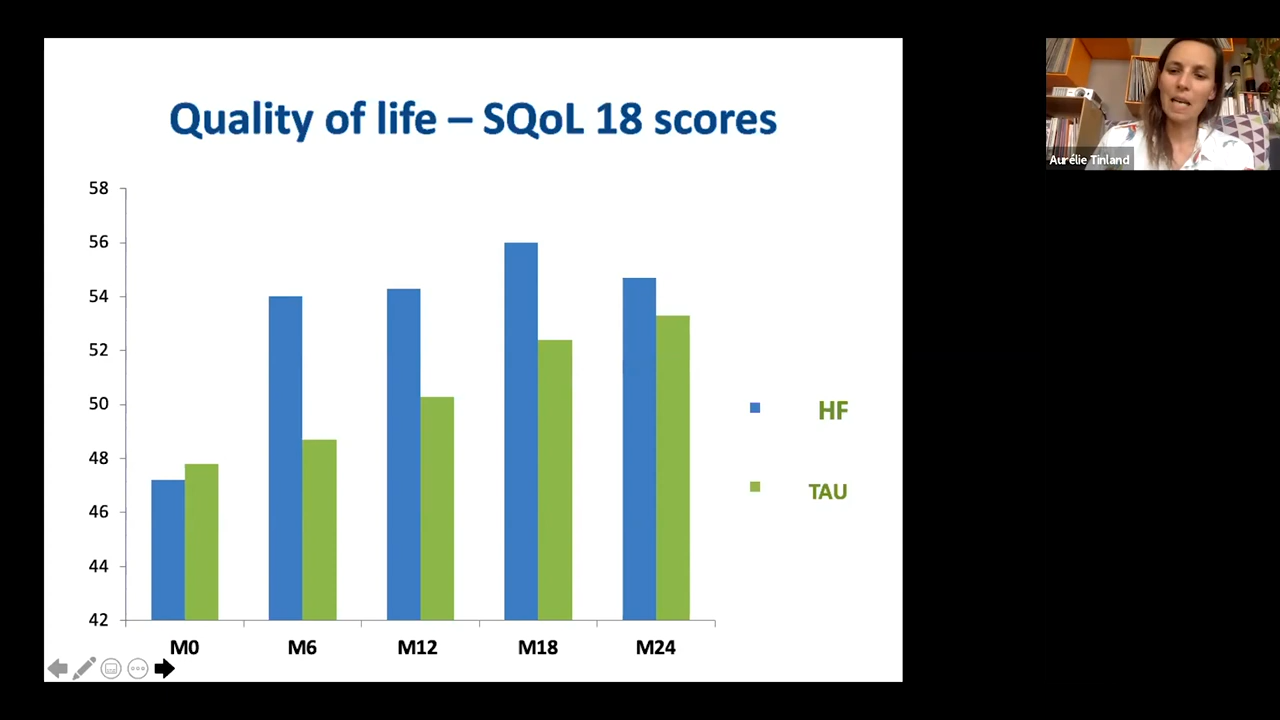 Quality of life – SQoL 18 scores
Aurélie Tinland
58
56
54
52
50
48
46
44
42
HF
TAU
M0 M6 M12 M18 M24